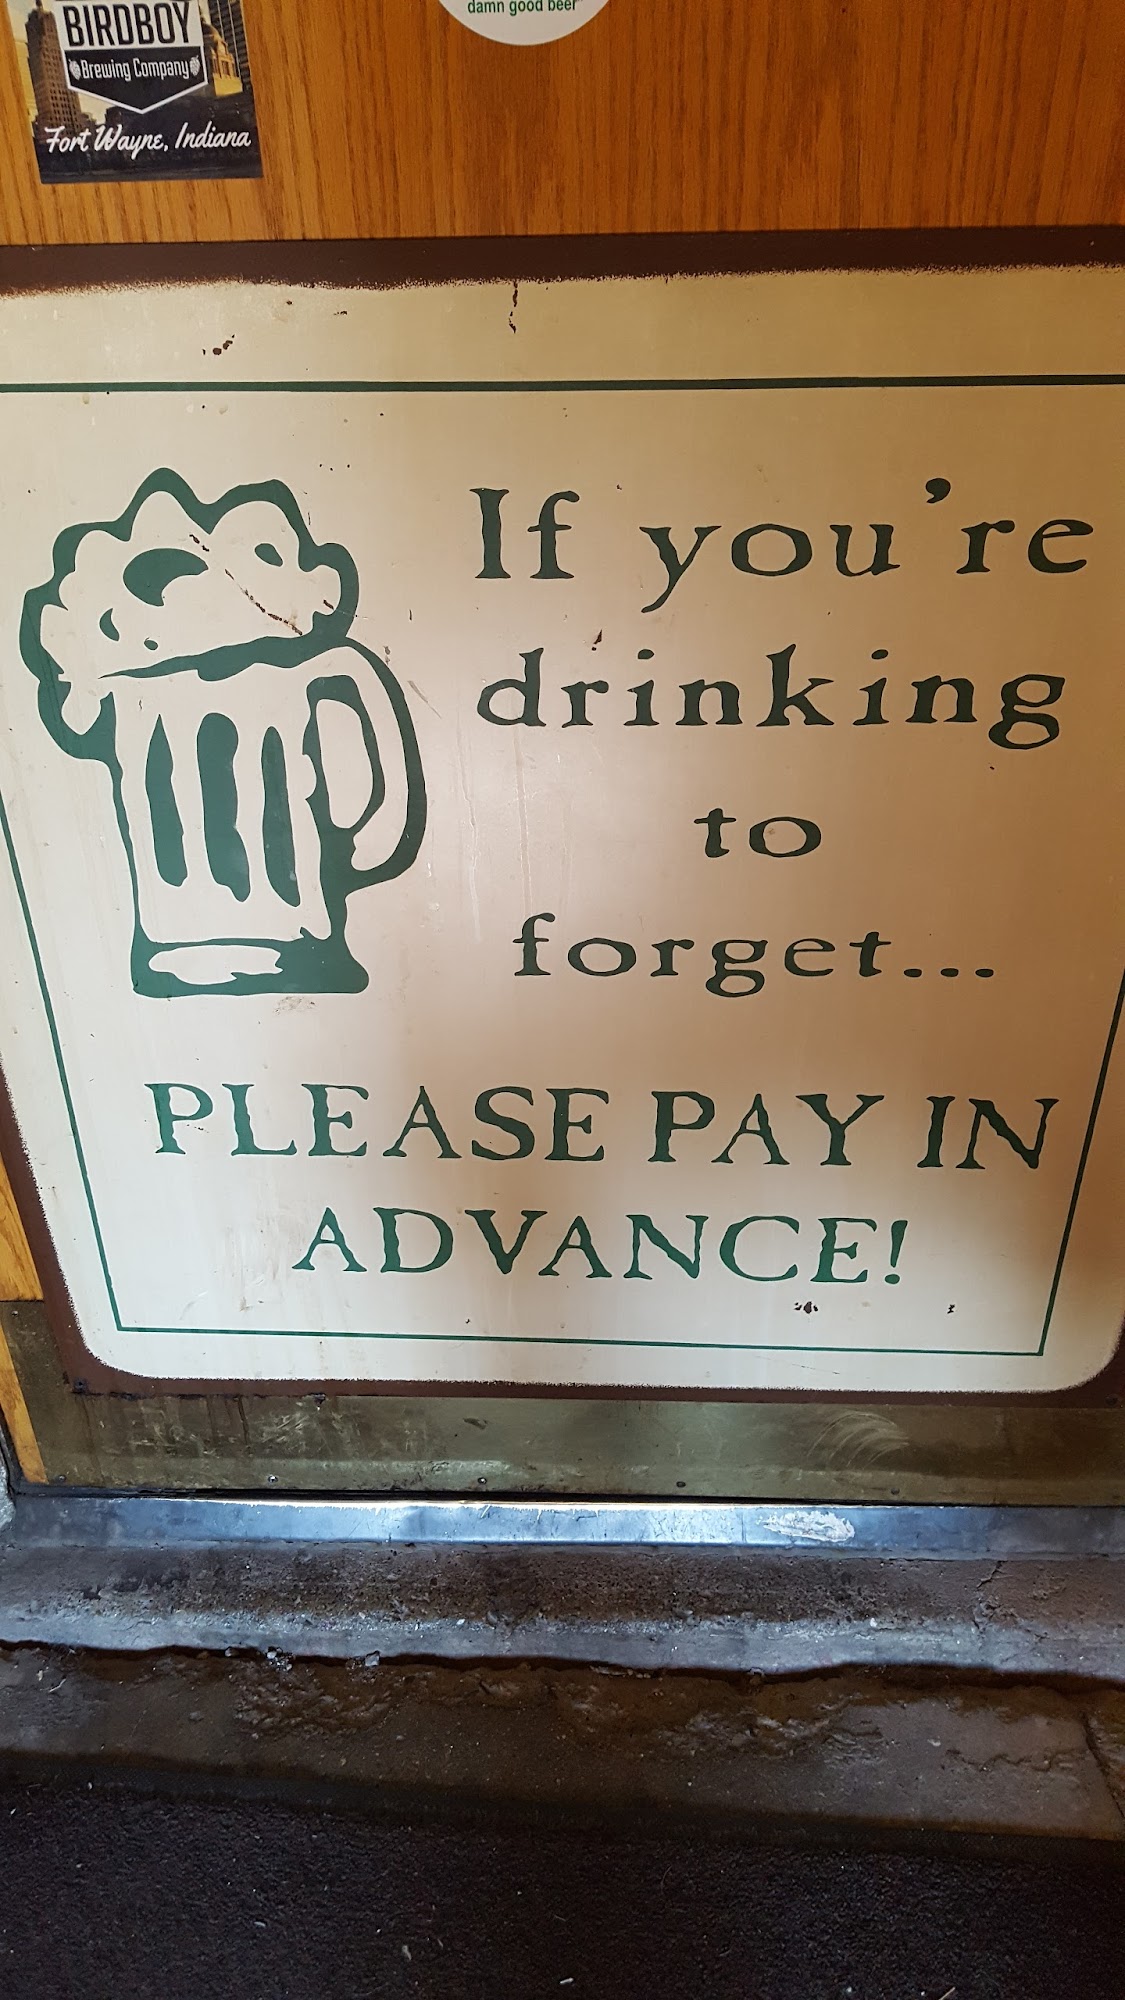 BIRDBOY
Brewing Company
Fort Wayne, Indiana
damn good beer"
If you're
drinking
to
forget...
PLEASE PAY IN
ADVANCE!